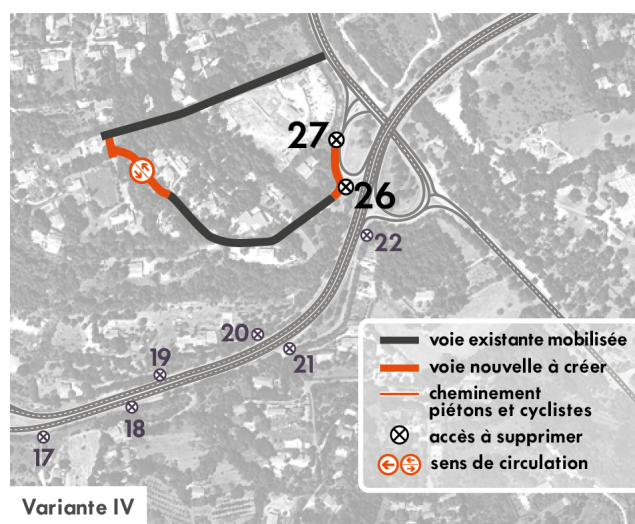 27
26
22
20
21
19
18
17
voie existante mobilisée
voie nouvelle à créer
cheminement
piétons et cyclistes
accès à supprimer
sens de circulation
Variante IV